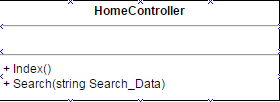 HomeController
+ Index()
+ Search(string Search_Data)